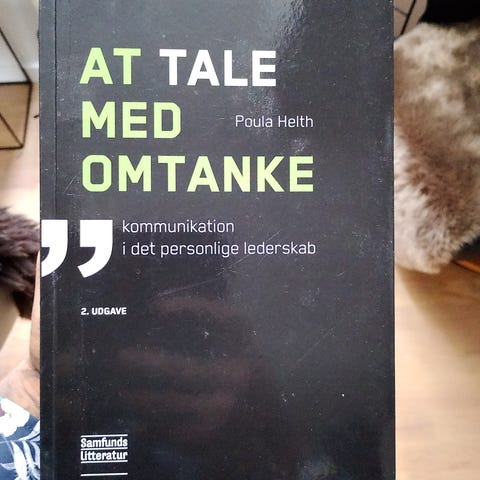 AT TALE
MED
Poula Helth
OMTANKE
”
kommunikation
i det personlige lederskab
2. UDGAVE
Samfunds
Litteratur